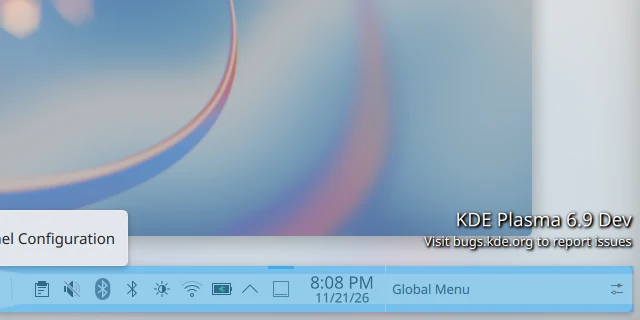 KDE Plasma 6.9 Dev
Visit bugs.kde.org to report issues
el Configuration
8:08 PM
11/21/26
Global Menu